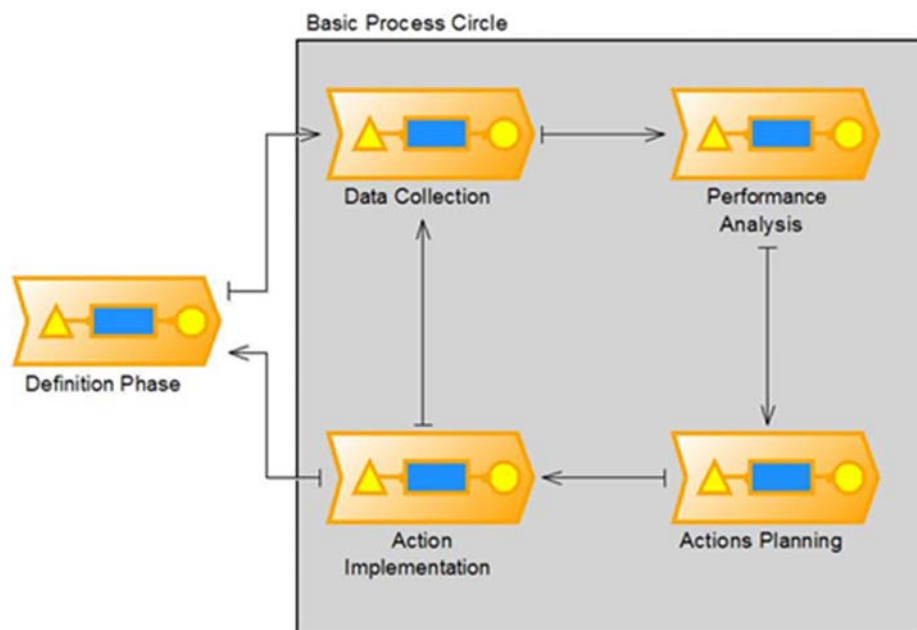 Basic Process Circle
Data Collection
Performance
Analysis
Definition Phase
Action
Implementation
Actions Planning